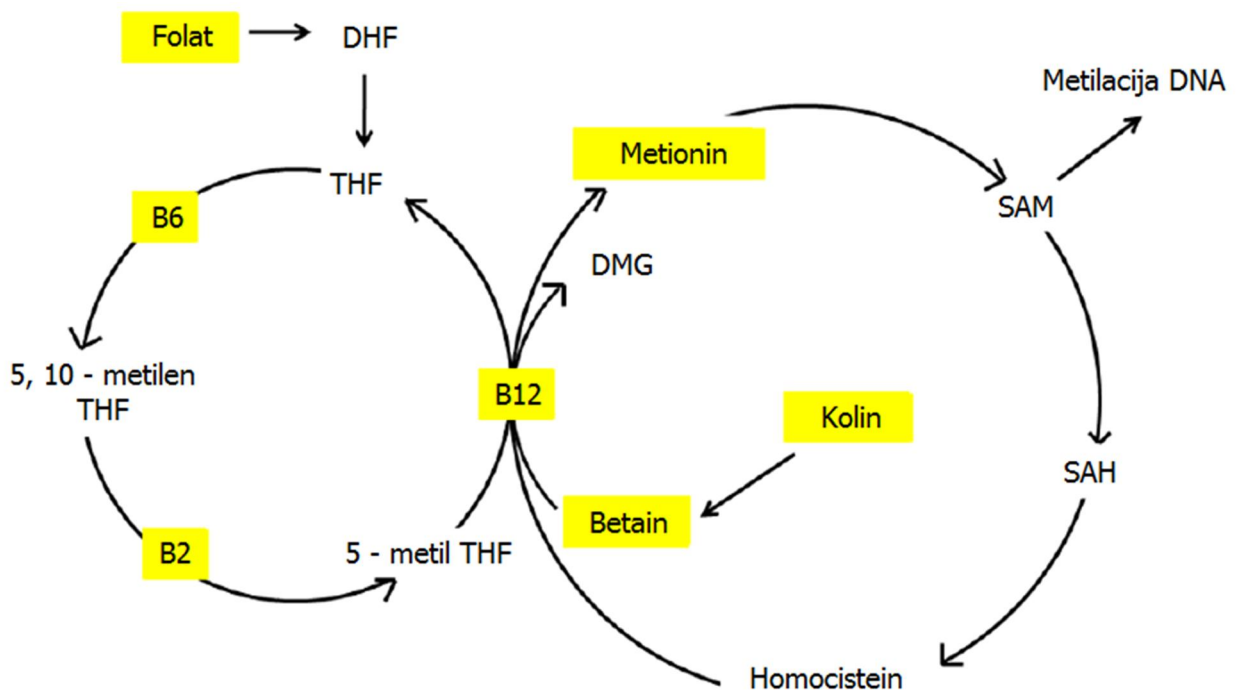 Folat
DHF
Metilacija DNA
Metionin
THF
SAM
B6
DMG
5, 10 - metilen
THF
B12
Kolin
SAH
Betain
B2
5 - metil THF
Homocistein